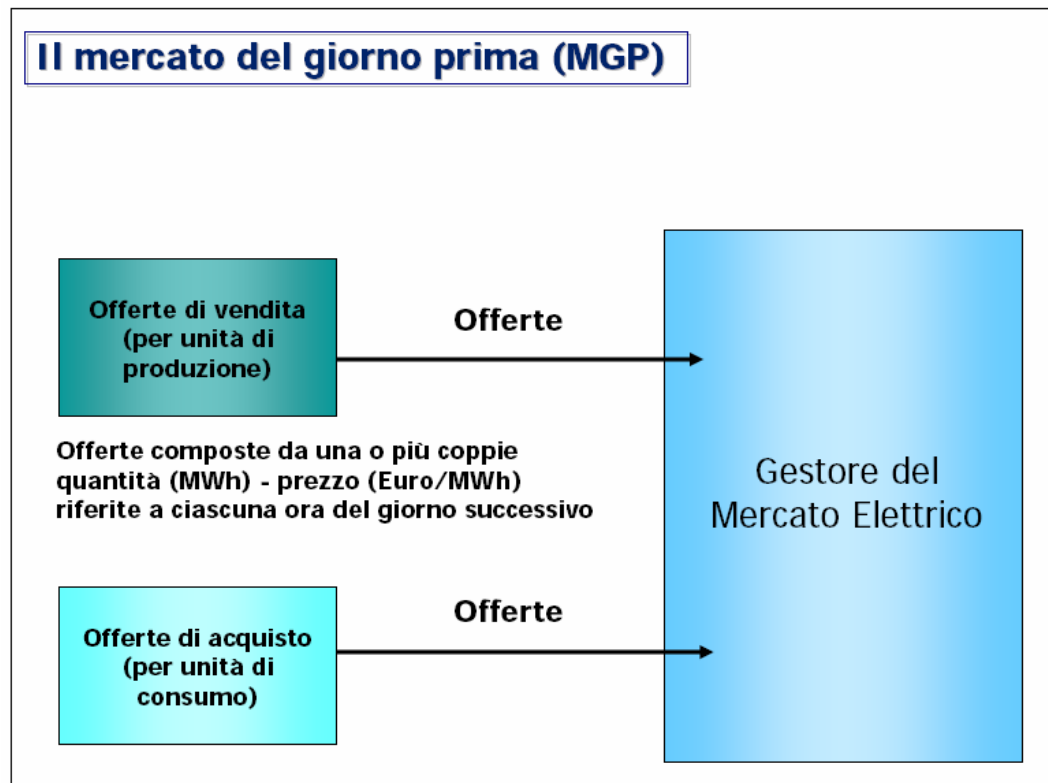 Il mercato del giorno prima (MGP)
Offerte di vendita
(per unità di
produzione)
Offerte
Offerte composte da una o più coppie
quantità (MWh) - prezzo (Euro/MWh)
riferite a ciascuna ora del giorno successivo
Gestore del
Mercato Elettrico
Offerte di acquisto
(per unità di
consumo)
Offerte